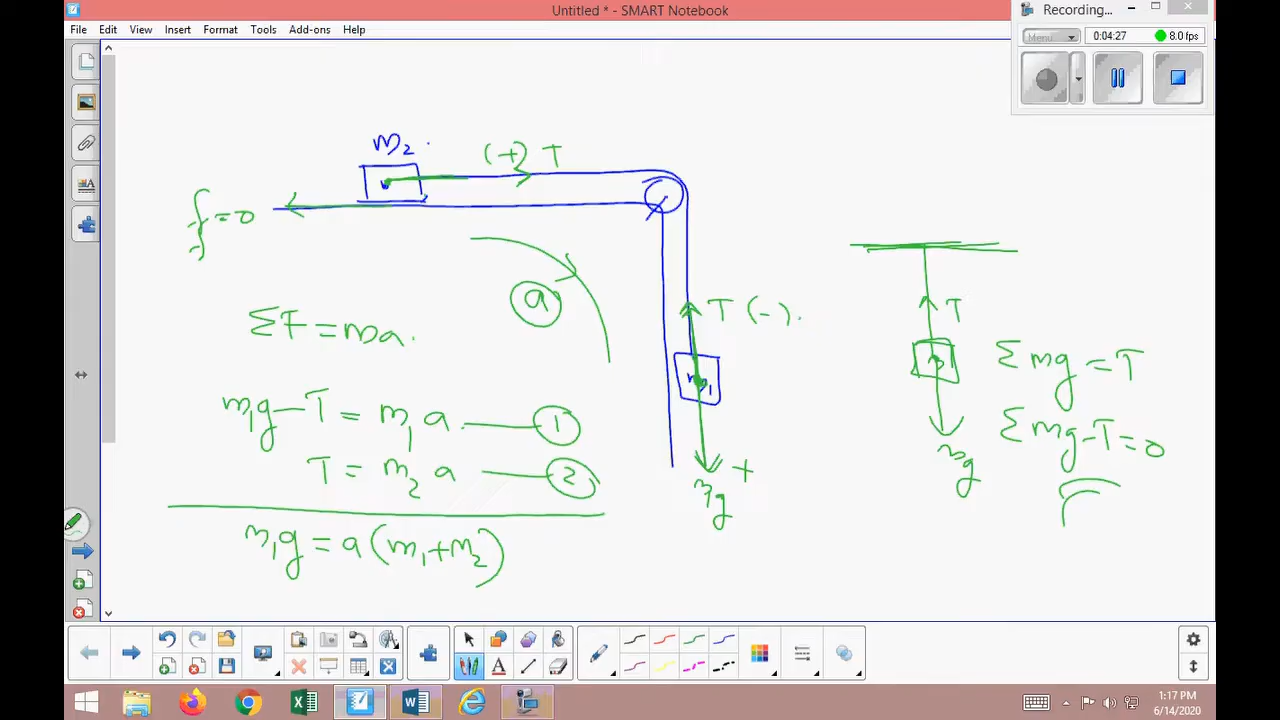 Untitled * - SMART Notebook
Recording...
File Edit View Insert Format Tools Add-ons Help
Menu
0:04:27
8.0 fps
m₂
(+) T
f=0
a
T (-).
ΣF = ma.
m₁
T
Σmg = T
m₁g - T = m₁a. ①
Σmg-T=0
T = m₂a ②
+
mg
m₁g
m₁g = a(m₁+m₂)
A
1:17 PM
6/14/2020